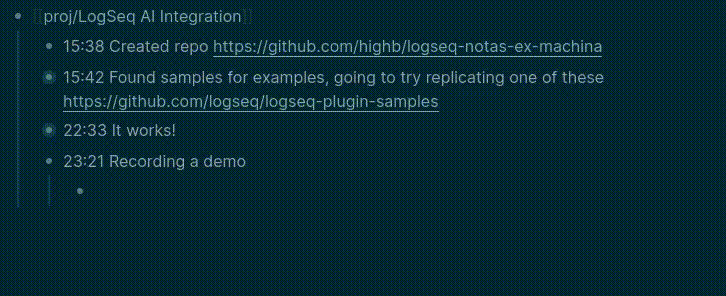 [[proj/LogSeq AI Integration]]
15:38 Created repo https://github.com/highb/logseq-notas-ex-machina
15:42 Found samples for examples, going to try replicating one of these
https://github.com/logseq/logseq-plugin-samples
22:33 It works!
23:21 Recording a demo